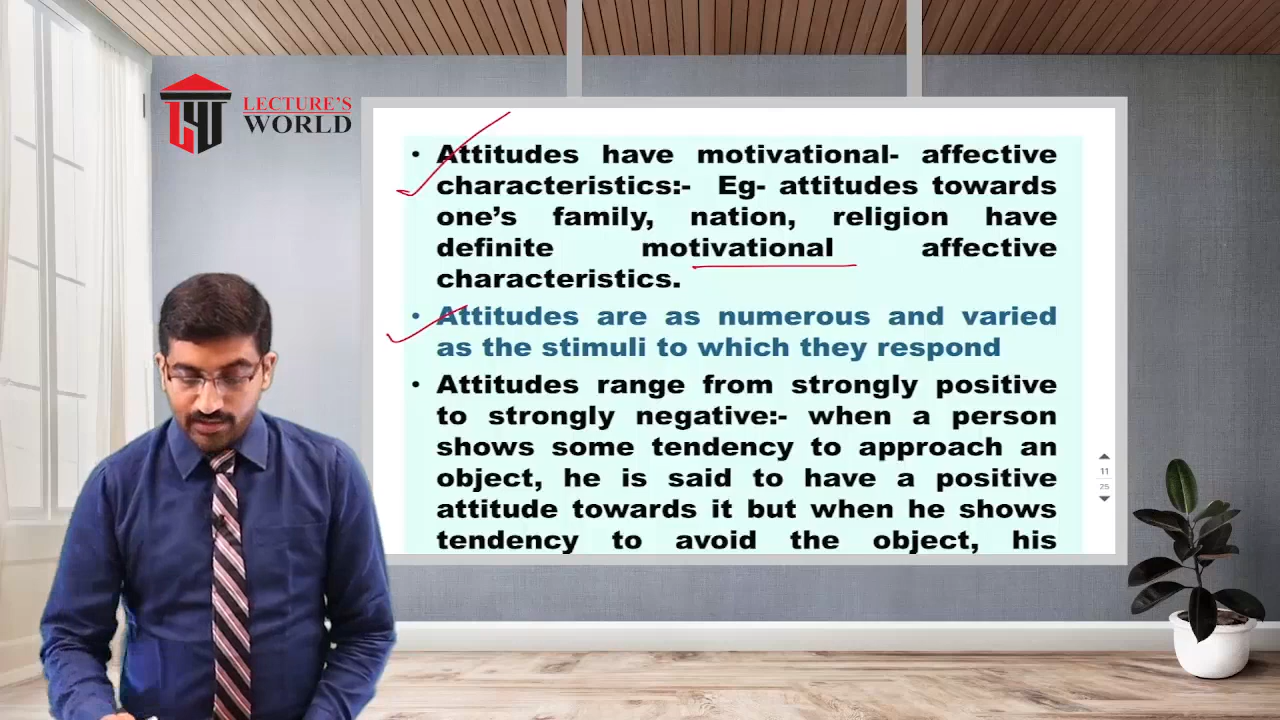 LECTURE'S
WORLD
• Attitudes have motivational- affective
characteristics:- Eg- attitudes towards
one's family, nation, religion have
definite motivational affective
characteristics.
• Attitudes are as numerous and varied
as the stimuli to which they respond
• Attitudes range from strongly positive
to strongly negative:- when a person
shows some tendency to approach an
object, he is said to have a positive
attitude towards it but when he shows
tendency to avoid the object, his
11
25